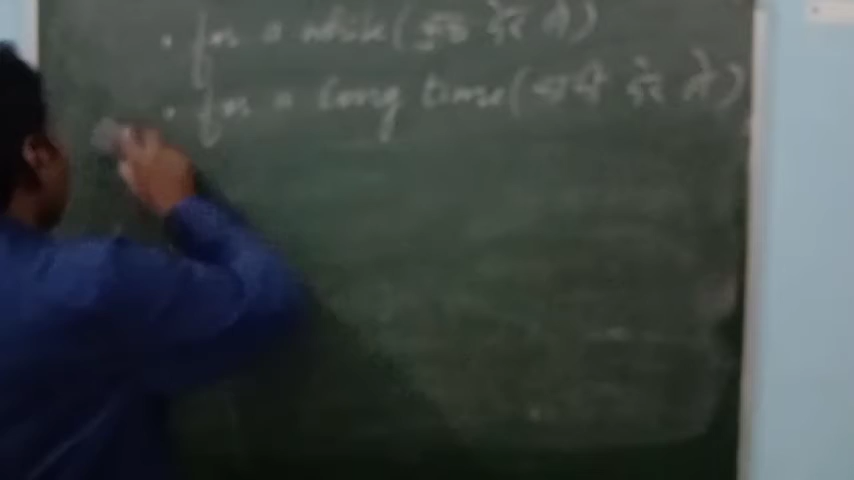 . for a while (कुछ देर से)
. for a long time (काफी देर से)